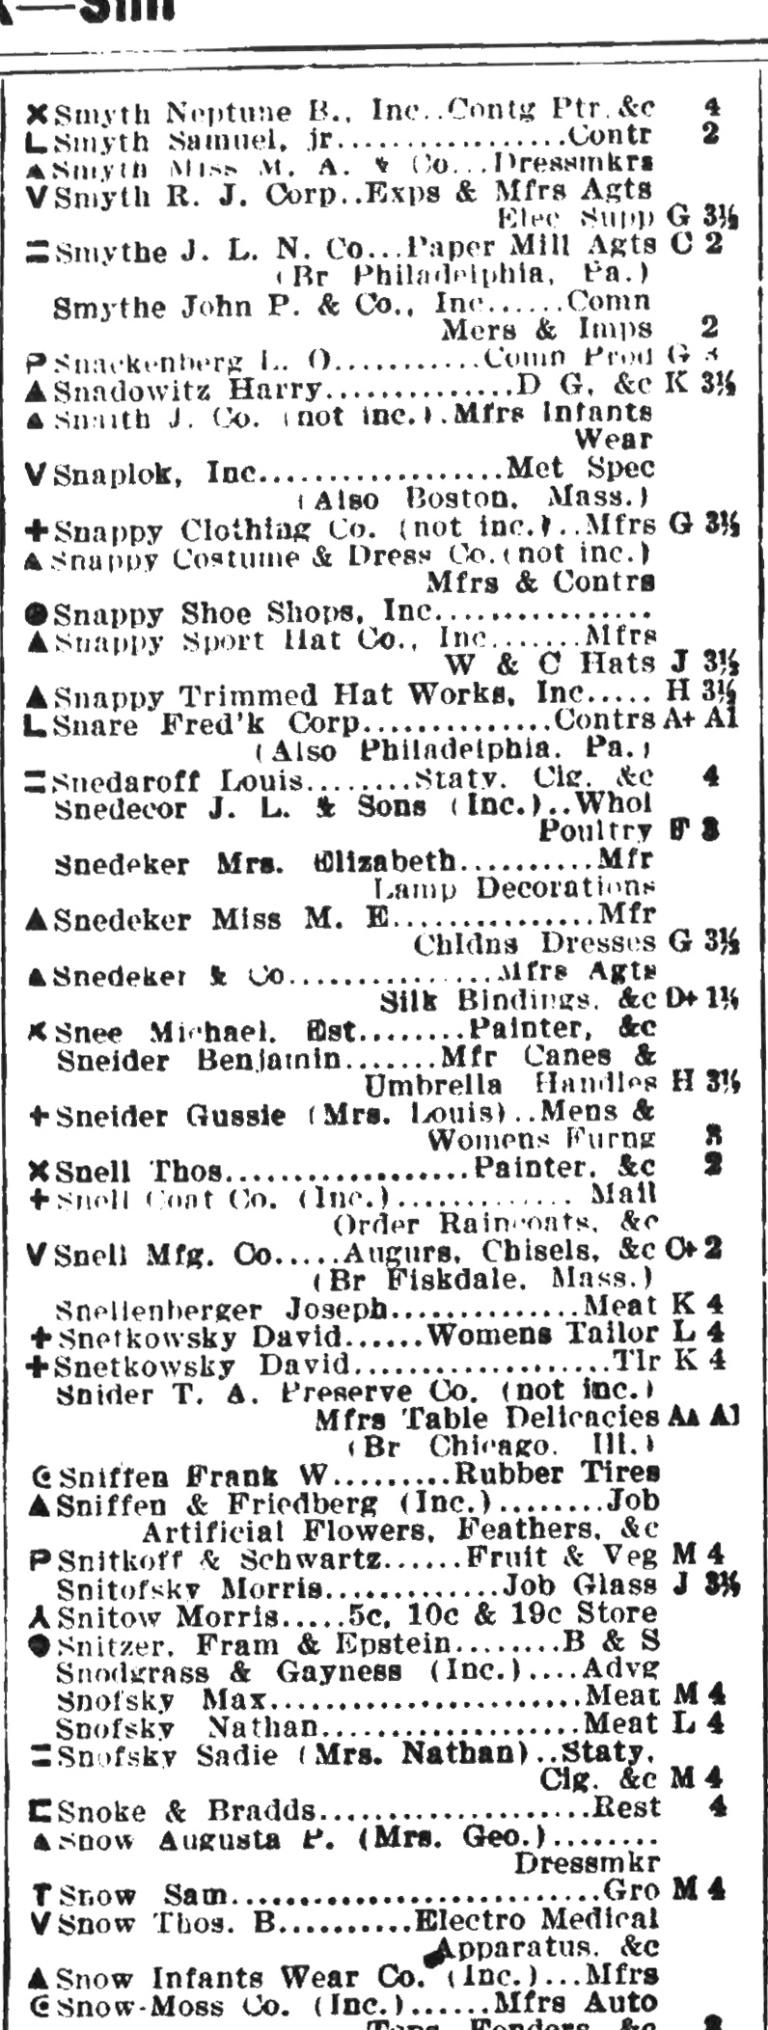 ✕ Smyth Neptune B., Inc..Contg Ptr.&c 4
L Smyth Samuel, jr..................Contr 2
▲ Smyth Miss M. A. & Co...Dressmkrs
V Smyth R. J. Corp..Exps & Mfrs Agts
Elec Supp G 3½
= Smythe J. L. N. Co...Paper Mill Agts C 2
(Br Philadelphia, Pa.)
Smythe John P. & Co., Inc......Comn
Mers & Imps 2
P Snackenberg L. O...........Comn Prod G 3
▲ Snadowitz Harry..............D G, &c K 3½
▲ Snaith J. Co. (not inc.).Mfrs Infants
Wear
V Snaplok, Inc..................Met Spec
(Also Boston, Mass.)
+ Snappy Clothing Co. (not inc.)..Mfrs G 3½
▲ Snappy Costume & Dress Co.(not inc.)
Mfrs & Contrs
● Snappy Shoe Shops, Inc...............
▲ Snappy Sport Hat Co., Inc.......Mfrs
W & C Hats J 3½
▲ Snappy Trimmed Hat Works, Inc..... H 3½
L Snare Fred'k Corp..............Contrs A+ A1
(Also Philadelphia, Pa.)
= Snedaroff Louis........Staty, Cig, &c 4
Snedecor J. L. & Sons (Inc.)..Whol
Poultry F 3
Snedeker Mrs. Elizabeth..........Mfr
Lamp Decorations
▲ Snedeker Miss M. E...............Mfr
Chldns Dresses G 3½
▲ Snedeker & Co................Mfrs Agts
Silk Bindings, &c D+ 1½
✕ Snee Michael, Est........Painter, &c
Sneider Benjamin.......Mfr Canes &
Umbrella Handles H 3½
+ Sneider Gussie (Mrs. Louis)..Mens &
Womens Furng 3
✕ Snell Thos..................Painter, &c 2
+ Snell Coat Co. (Inc.).............. Mail
Order Raincoats, &c
V Snell Mfg. Co.....Augurs, Chisels, &c C+ 2
(Br Fiskdale, Mass.)
Snellenberger Joseph..............Meat K 4
+ Snetkowsky David......Womens Tailor L 4
+ Snetkowsky David...................Tlr K 4
Snider T. A. Preserve Co. (not inc.)
Mfrs Table Delicacies AA A1
(Br Chicago, Ill.)
Sniffen Frank W.........Rubber Tires
▲ Sniffen & Friedberg (Inc.)........Job
Artificial Flowers, Feathers, &c
P Snitkoff & Schwartz......Fruit & Veg M 4
Snitofsky Morris.............Job Glass J 3½
⅄ Snitow Morris.....5c, 10c & 19c Store
● Snitzer, Fram & Epstein........B & S
Snodgrass & Gayness (Inc.)....Advg
Snofsky Max.......................Meat M 4
Snofsky Nathan...................Meat L 4
= Snofsky Sadie (Mrs. Nathan)..Staty,
Cig, &c M 4
⊏ Snoke & Bradds....................Rest 4
▲ Snow Augusta P. (Mrs. Geo.)........
Dressmkr
T Snow Sam...........................Gro M 4
V Snow Thos. B..........Electro Medical
Apparatus, &c
▲ Snow Infants Wear Co. (Inc.)...Mfrs
Snow-Moss Co. (Inc.)......Mfrs Auto
Tops, Fenders, &c 3